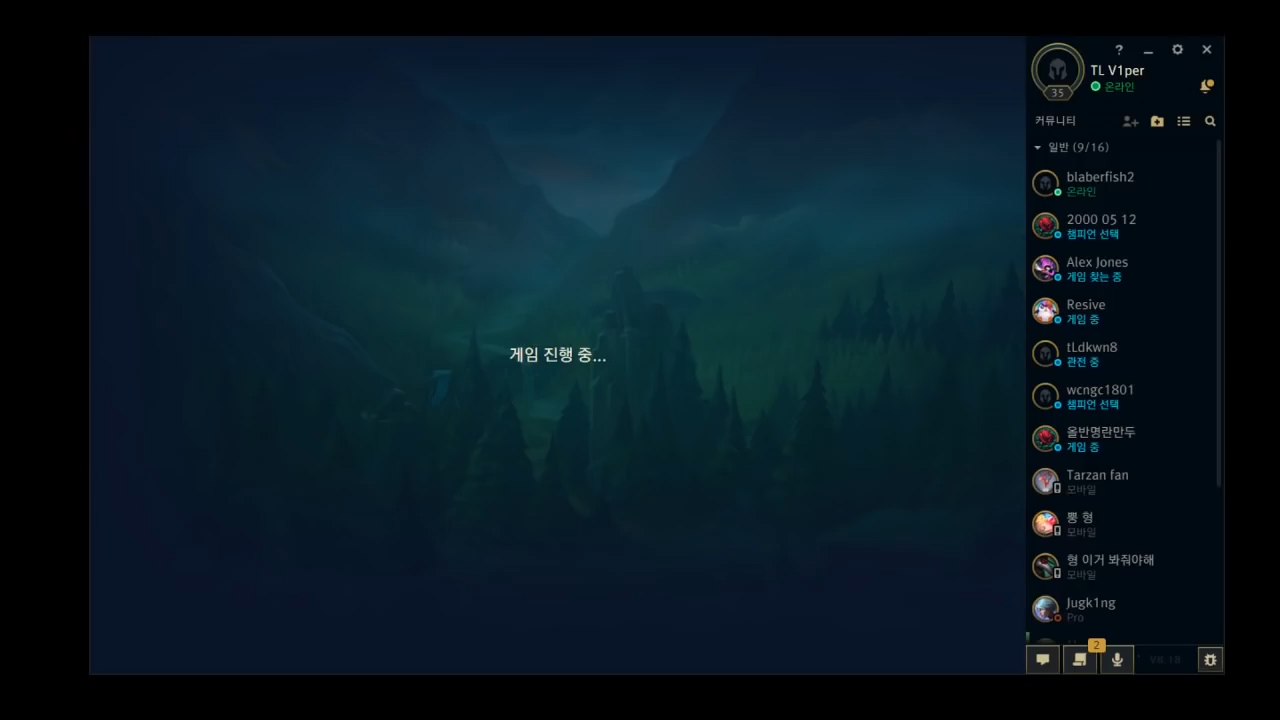 ?
TL V1per
35
온라인
커뮤니티
일반 (9/16)
blaberfish2
온라인
2000 05 12
챔피언 선택
Alex Jones
게임 찾는 중
Resive
게임 중
게임 진행 중...
tLdkwn8
관전 중
wcngc1801
챔피언 선택
올반명란만두
게임 중
Tarzan fan
모바일
뿡 형
모바일
형 이거 봐줘야해
모바일
Jugk1ng
Pro
2
V8.18